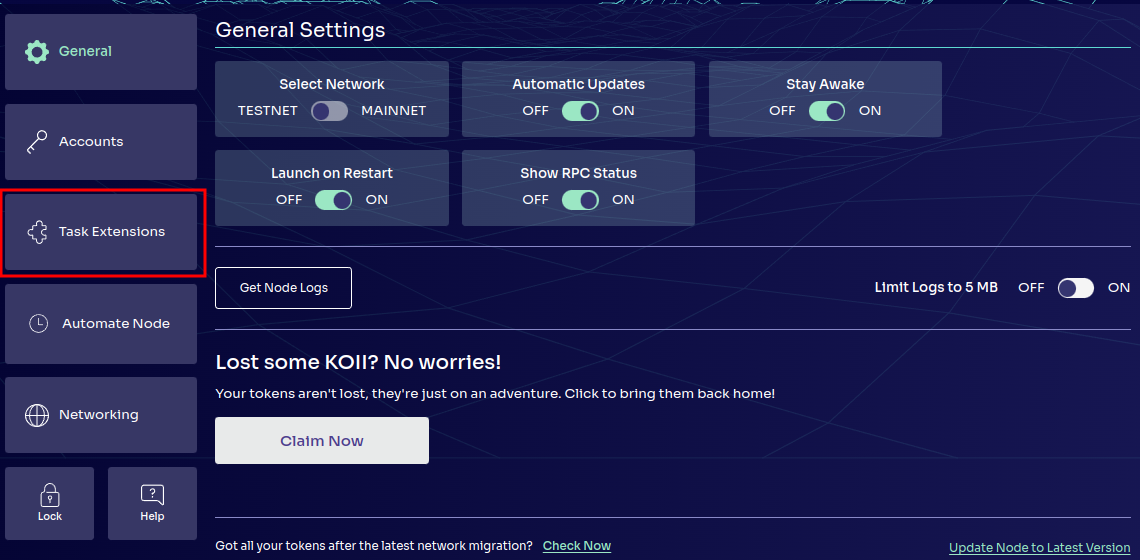 General
Accounts
Task Extensions
Automate Node
Networking
Lock
Help
General Settings
Select Network
TESTNET MAINNET
Automatic Updates
OFF ON
Stay Awake
OFF ON
Launch on Restart
OFF ON
Show RPC Status
OFF ON
Get Node Logs
Limit Logs to 5 MB OFF ON
Lost some KOII? No worries!
Your tokens aren't lost, they're just on an adventure. Click to bring them back home!
Claim Now
Got all your tokens after the latest network migration? Check Now
Update Node to Latest Version